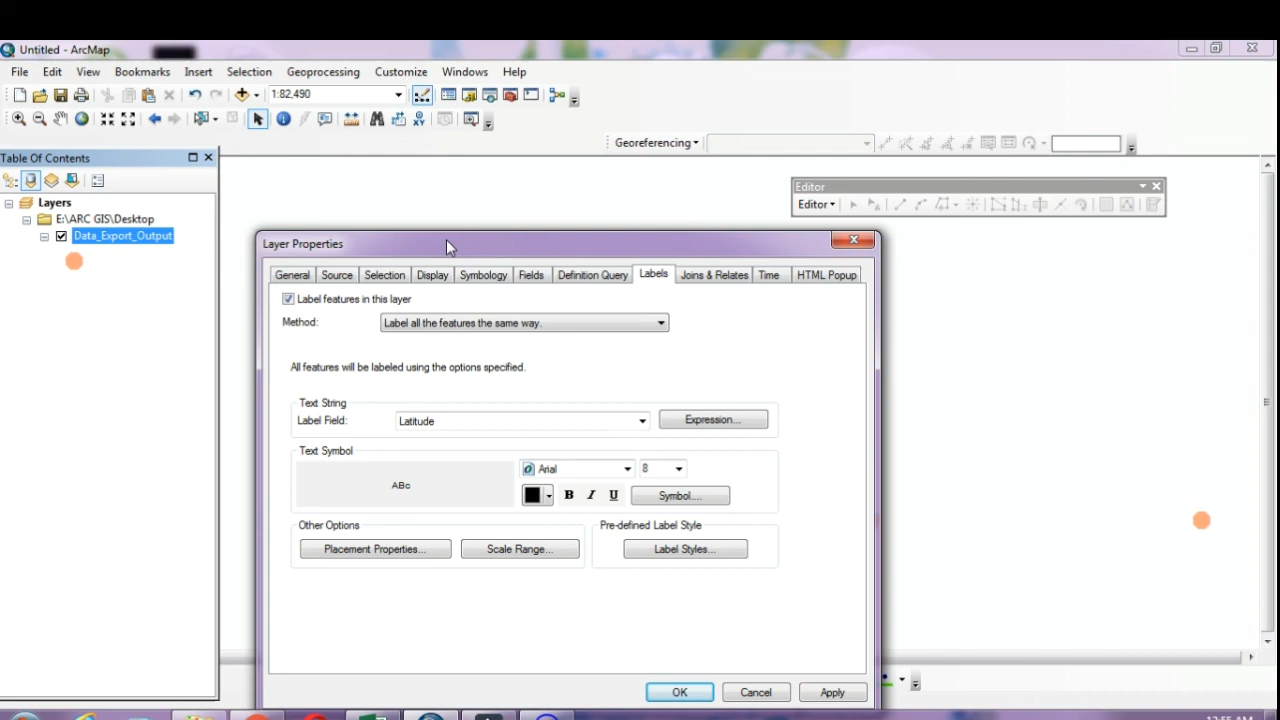 Untitled - ArcMap
File Edit View Bookmarks Insert Selection Geoprocessing Customize Windows Help
1:82,490
Georeferencing
Table Of Contents
Editor
Editor
Layers
E:\ARC GIS\Desktop
Data_Export_Output
Layer Properties
General Source Selection Display Symbology Fields Definition Query Labels Joins & Relates Time HTML Popup
Label features in this layer
Method: Label all the features the same way.
All features will be labeled using the options specified.
Text String
Label Field: Latitude Expression...
Text Symbol
ABc
Arial 8
B I U Symbol...
Other Options
Placement Properties... Scale Range...
Pre-defined Label Style
Label Styles...
OK Cancel Apply
12:55 AM